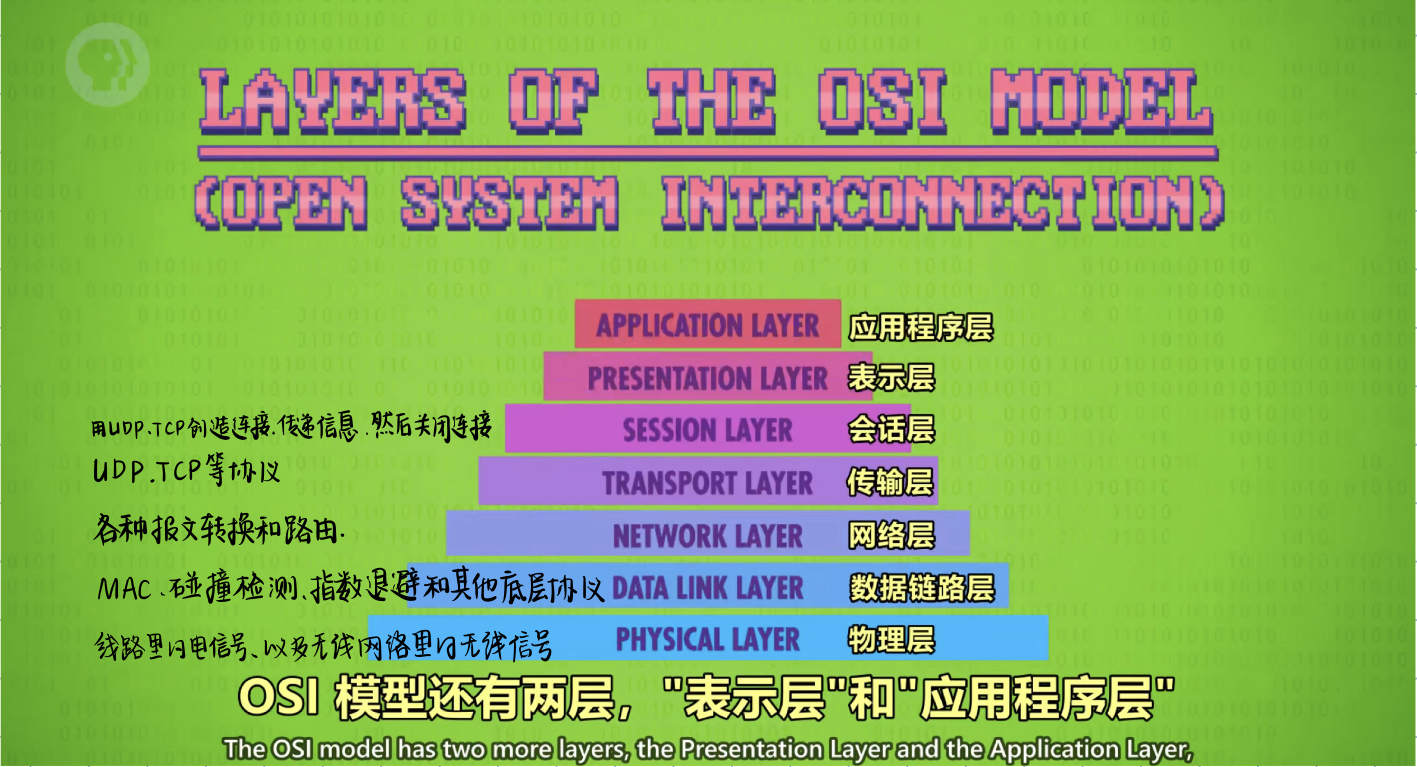 LAYERS OF THE OSI MODEL
(OPEN SYSTEM INTERCONNECTION)
APPLICATION LAYER 应用程序层
PRESENTATION LAYER 表示层
用UDP、TCP创造连接、传递信息、然后关闭连接 SESSION LAYER 会话层
UDP、TCP等协议 TRANSPORT LAYER 传输层
各种报文转换和路由. NETWORK LAYER 网络层
MAC、碰撞检测、指数退避和其他底层协议 DATA LINK LAYER 数据链路层
线路里的电信号、以及无线网络里的无线信号 PHYSICAL LAYER 物理层
OSI 模型还有两层，"表示层"和"应用程序层"
The OSI model has two more layers, the Presentation Layer and the Application Layer,